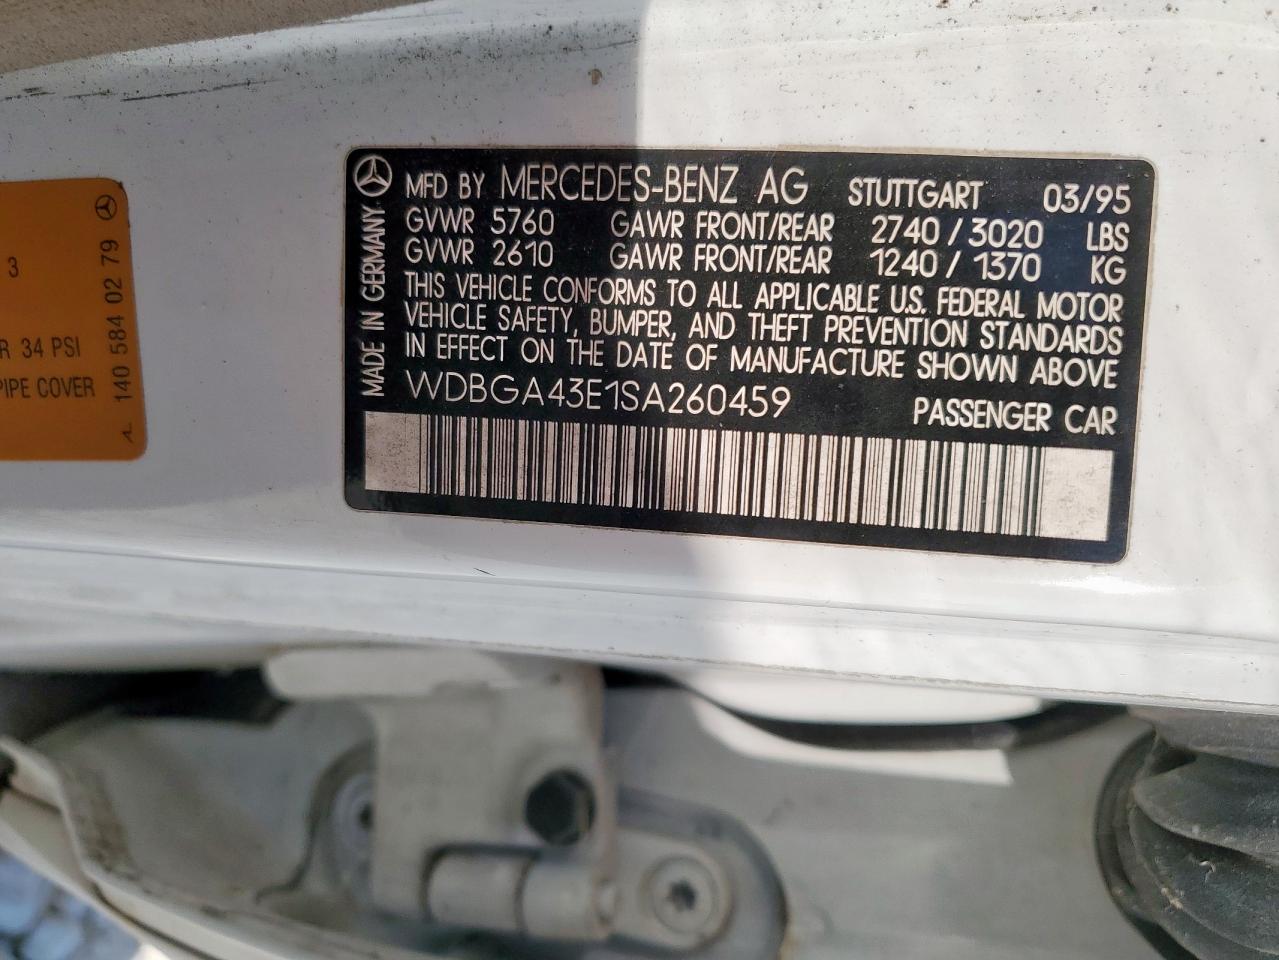 MFD BY MERCEDES-BENZ AG STUTTGART 03/95
GVWR 5760 GAWR FRONT/REAR 2740 / 3020 LBS
GVWR 2610 GAWR FRONT/REAR 1240 / 1370 KG
THIS VEHICLE CONFORMS TO ALL APPLICABLE U.S. FEDERAL MOTOR
VEHICLE SAFETY, BUMPER, AND THEFT PREVENTION STANDARDS
IN EFFECT ON THE DATE OF MANUFACTURE SHOWN ABOVE
WDBGA43E1SA260459 PASSENGER CAR
MADE IN GERMANY
3
R 34 PSI
PIPE COVER
140 584 02 79